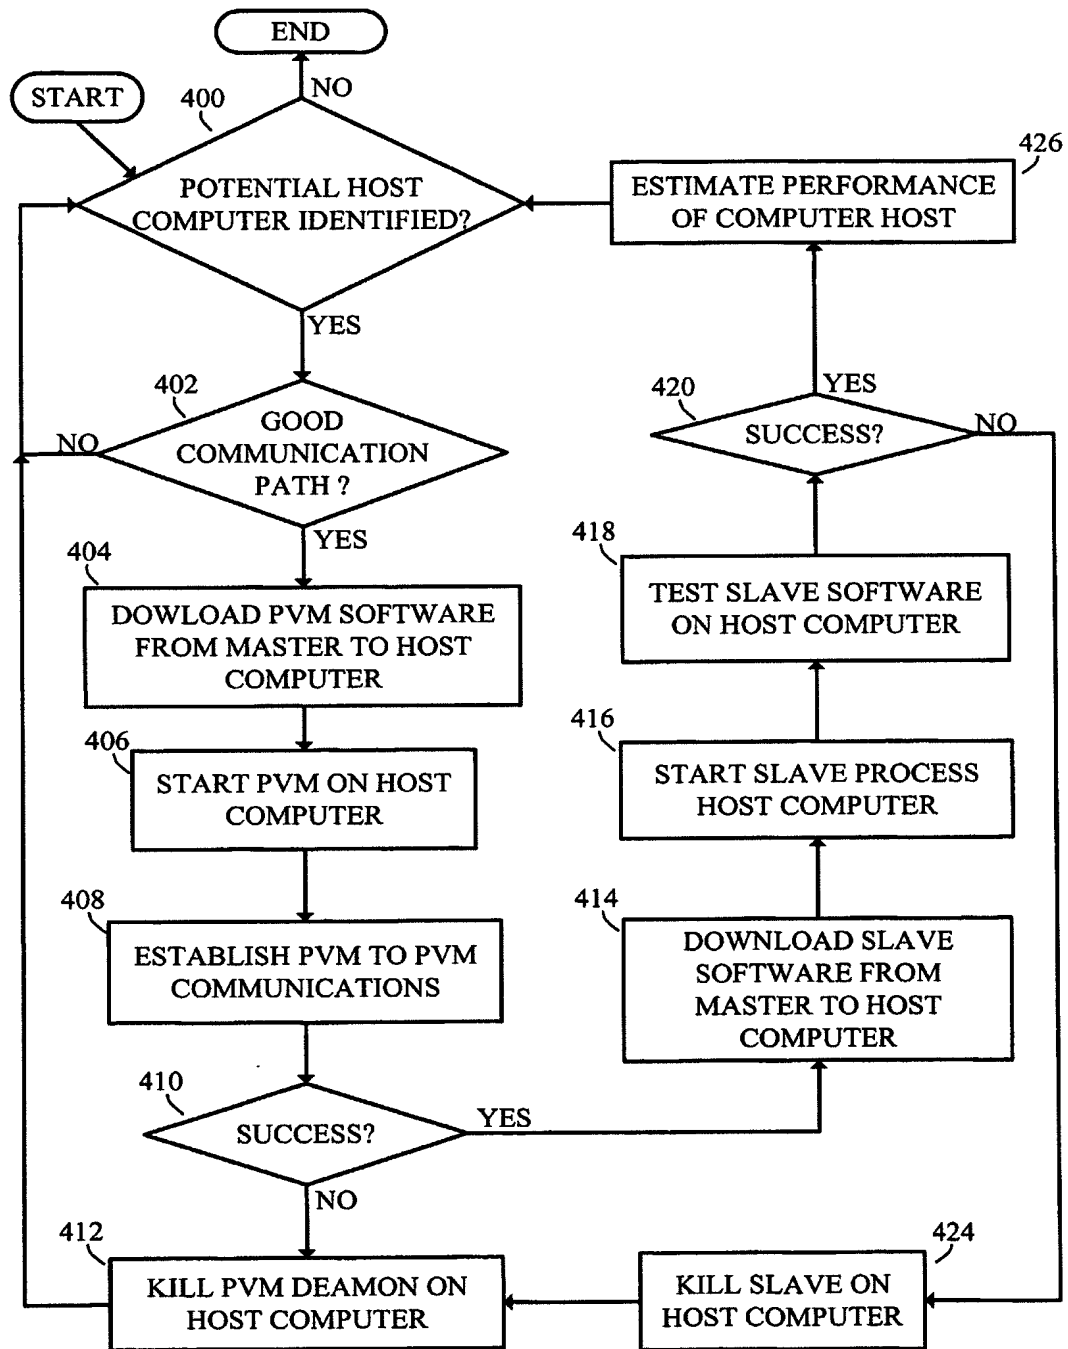 END
NO
START
400
POTENTIAL HOST
COMPUTER IDENTIFIED?
YES
426
ESTIMATE PERFORMANCE
OF COMPUTER HOST
402
GOOD
COMMUNICATION
PATH ?
NO
YES
420
YES
SUCCESS?
NO
404
DOWLOAD PVM SOFTWARE
FROM MASTER TO HOST
COMPUTER
418
TEST SLAVE SOFTWARE
ON HOST COMPUTER
406
START PVM ON HOST
COMPUTER
416
START SLAVE PROCESS
HOST COMPUTER
408
ESTABLISH PVM TO PVM
COMMUNICATIONS
414
DOWNLOAD SLAVE
SOFTWARE FROM
MASTER TO HOST
COMPUTER
410
SUCCESS?
YES
NO
412
KILL PVM DEAMON ON
HOST COMPUTER
424
KILL SLAVE ON
HOST COMPUTER